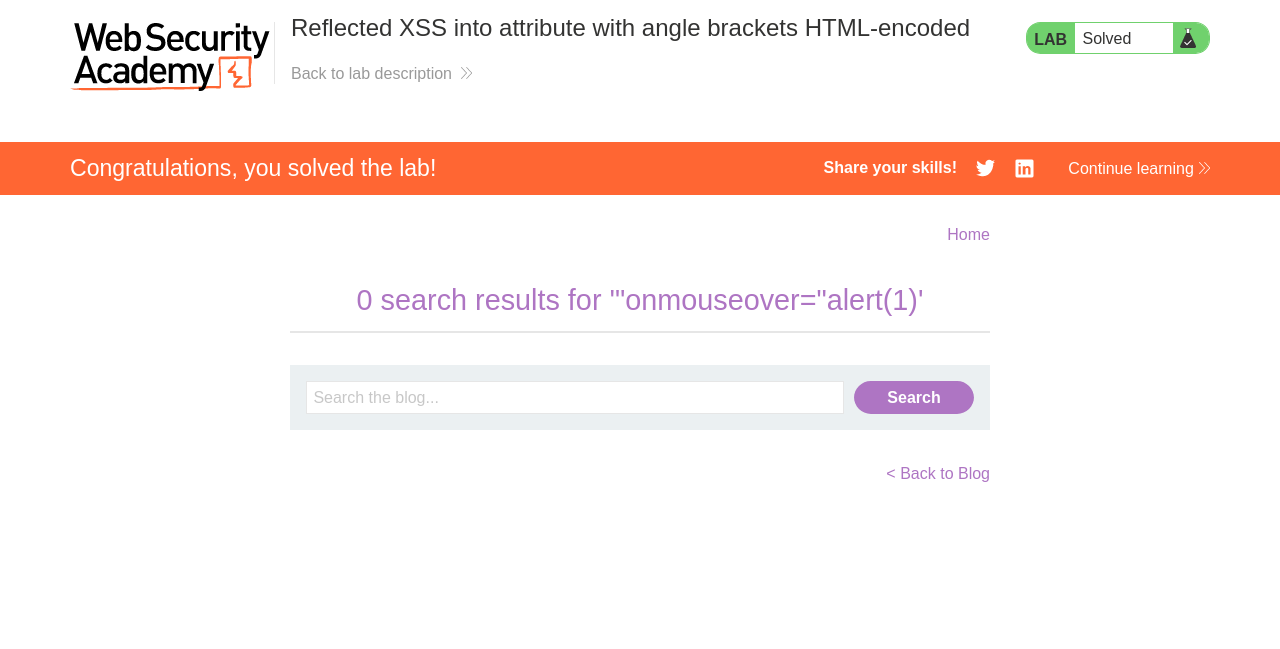 WebSecurity
Academy
Reflected XSS into attribute with angle brackets HTML-encoded
Back to lab description
LAB Solved
Congratulations, you solved the lab!
Share your skills!
Continue learning
Home
0 search results for '"onmouseover="alert(1)'
Search the blog...
Search
< Back to Blog